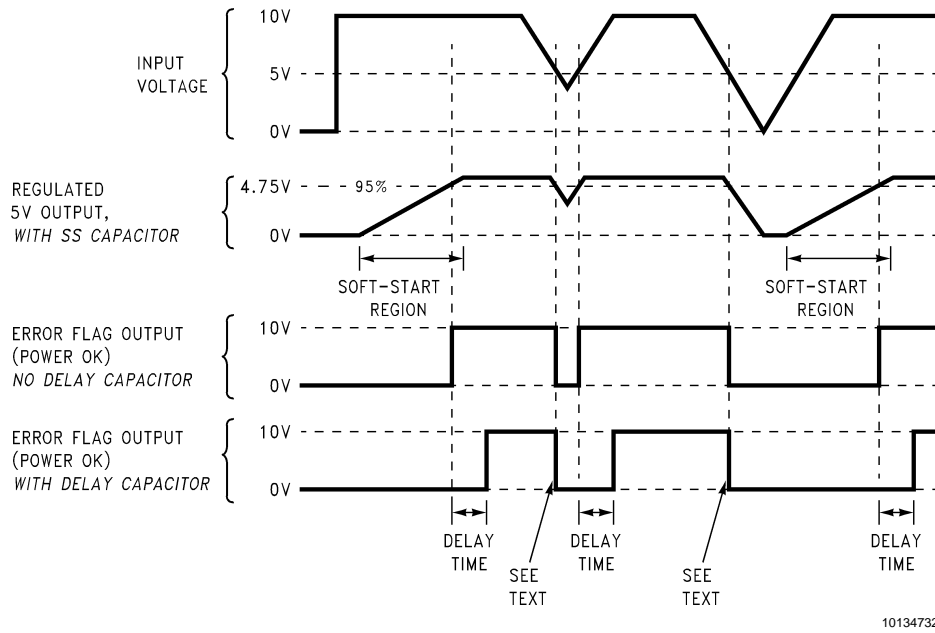 10V
INPUT
VOLTAGE
5V
0V
REGULATED
5V OUTPUT,
WITH SS CAPACITOR
4.75V
95%
0V
SOFT-START
REGION
SOFT-START
REGION
ERROR FLAG OUTPUT
(POWER OK)
NO DELAY CAPACITOR
10V
0V
ERROR FLAG OUTPUT
(POWER OK)
WITH DELAY CAPACITOR
10V
0V
DELAY
TIME
SEE
TEXT
DELAY
TIME
SEE
TEXT
DELAY
TIME
10134732